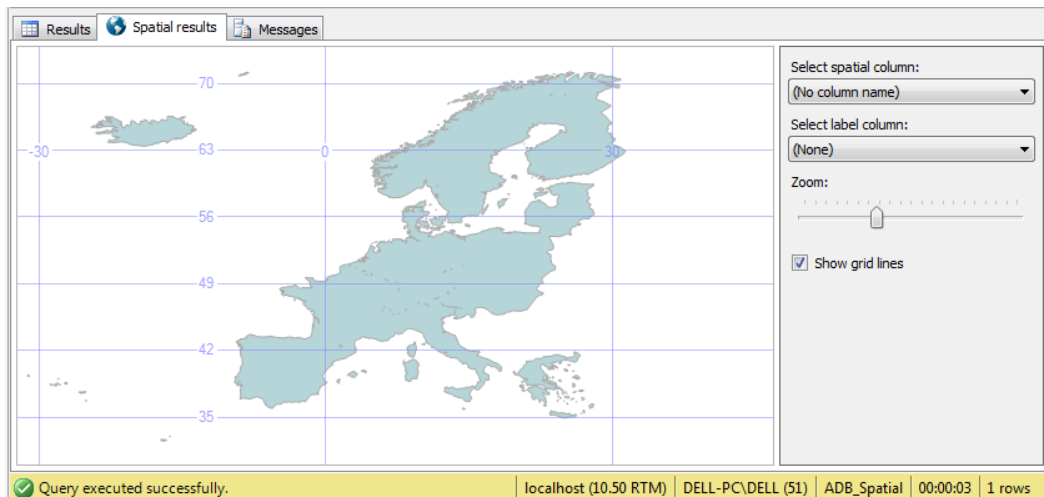 Results
Spatial results
Messages
70
-30
63
0
30
56
49
42
35
Select spatial column:
(No column name)
Select label column:
(None)
Zoom:
Show grid lines
Query executed successfully.
localhost (10.50 RTM)
DELL-PC\DELL (51)
ADB_Spatial
00:00:03
1 rows